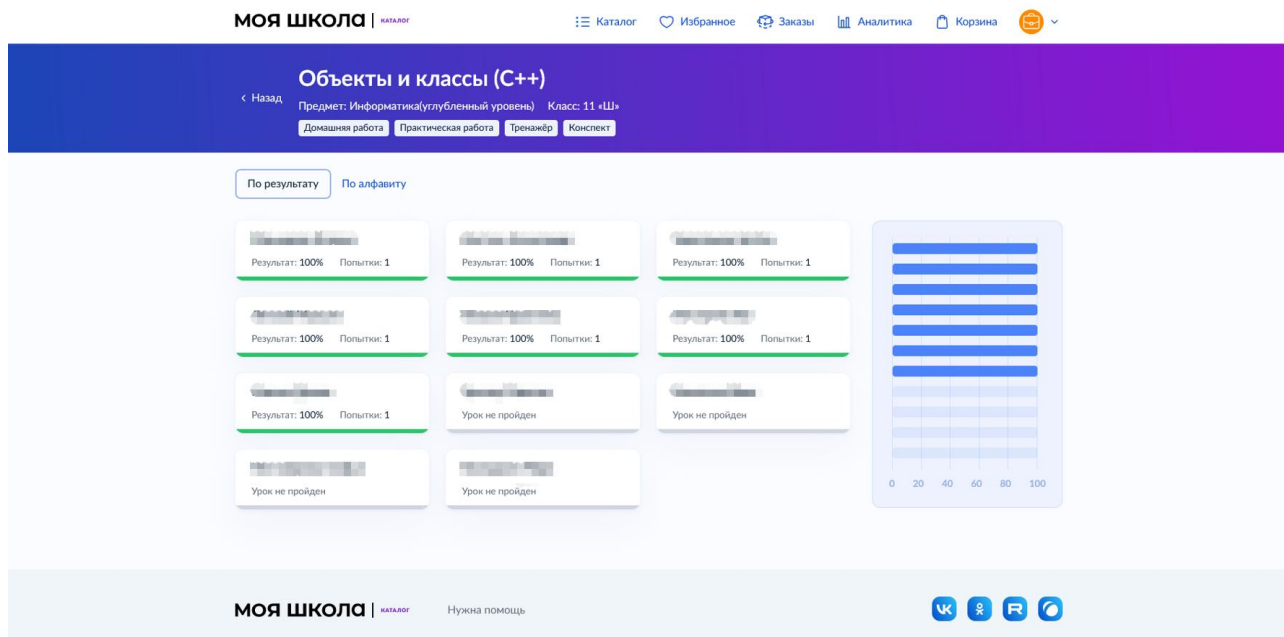 МОЯ ШКОЛА | КАТАЛОГ Каталог Избранное Заказы Аналитика Корзина
Объекты и классы (C++)
Назад
Предмет: Информатика(углубленный уровень) Класс: 11 «Ш»
Домашняя работа Практическая работа Тренажёр Конспект
По результату По алфавиту
Результат: 100% Попытки: 1 Результат: 100% Попытки: 1 Результат: 100% Попытки: 1
Результат: 100% Попытки: 1 Результат: 100% Попытки: 1 Результат: 100% Попытки: 1
Результат: 100% Попытки: 1 Урок не пройден Урок не пройден
Урок не пройден Урок не пройден
0 20 40 60 80 100
МОЯ ШКОЛА | КАТАЛОГ Нужна помощь